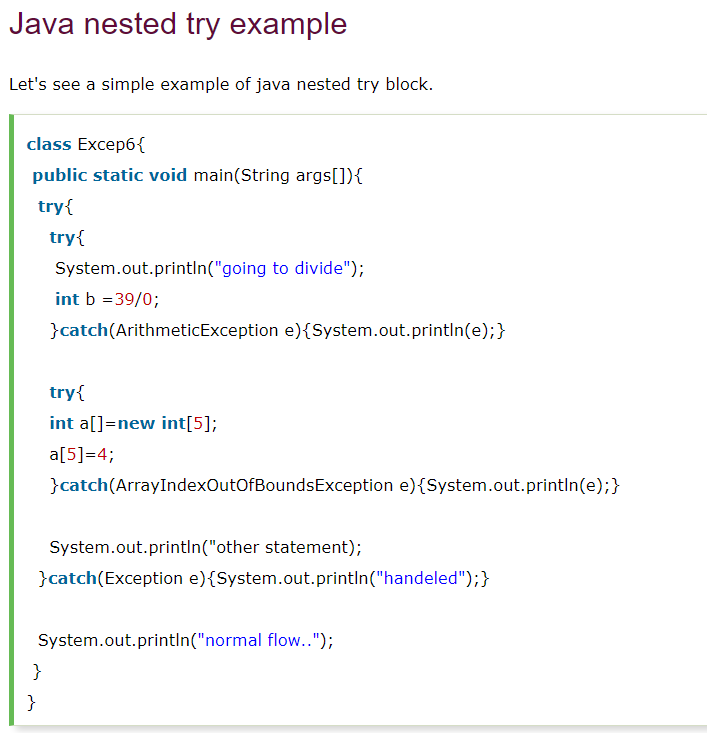 Java nested try example
Let's see a simple example of java nested try block.
class Excep6{
public static void main(String args[]){
try{
try{
System.out.println("going to divide");
int b =39/0;
}catch(ArithmeticException e){System.out.println(e);}
try{
int a[]=new int[5];
a[5]=4;
}catch(ArrayIndexOutOfBoundsException e){System.out.println(e);}
System.out.println("other statement);
}catch(Exception e){System.out.println("handeled");}
System.out.println("normal flow..");
}
}